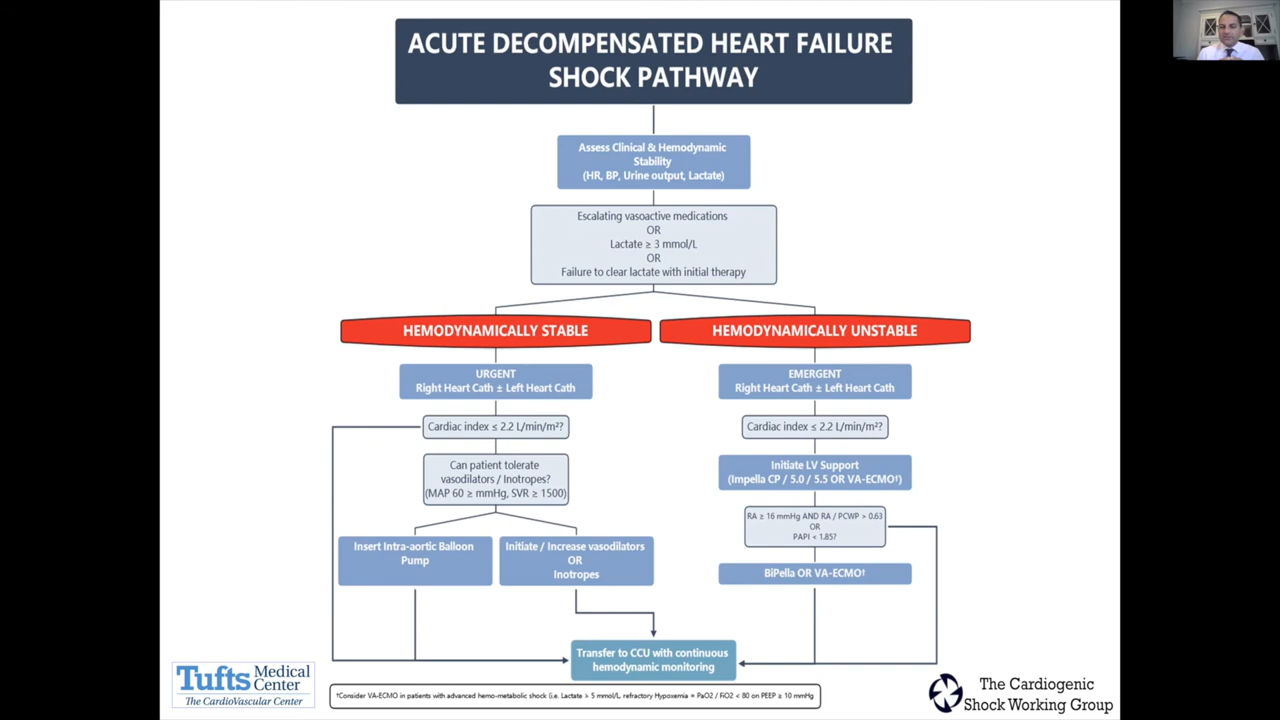 ACUTE DECOMPENSATED HEART FAILURE
SHOCK PATHWAY
Assess Clinical & Hemodynamic
Stability
(HR, BP, Urine output, Lactate)
Escalating vasoactive medications
OR
Lactate ≥ 3 mmol/L
OR
Failure to clear lactate with initial therapy
HEMODYNAMICALLY STABLE
HEMODYNAMICALLY UNSTABLE
URGENT
Right Heart Cath ± Left Heart Cath
EMERGENT
Right Heart Cath ± Left Heart Cath
Cardiac index ≤ 2.2 L/min/m²?
Cardiac index ≤ 2.2 L/min/m²?
Can patient tolerate
vasodilators / Inotropes?
(MAP 60 ≥ mmHg, SVR ≥ 1500)
Initiate LV Support
(Impella CP / 5.0 / 5.5 OR VA-ECMO†)
RA ≥ 16 mmHg AND RA / PCWP > 0.63
OR
PAPI < 1.85?
Insert Intra-aortic Balloon
Pump
Initiate / Increase vasodilators
OR
Inotropes
BiPella OR VA-ECMO†
Transfer to CCU with continuous
hemodynamic monitoring
Tufts Medical
Center
The CardioVascular Center
†Consider VA-ECMO in patients with advanced hemo-metabolic shock (i.e. Lactate > 5 mmol/L, refractory Hypoxemia = PaO2 / FiO2 < 80 on PEEP ≥ 10 mmHg
The Cardiogenic
Shock Working Group